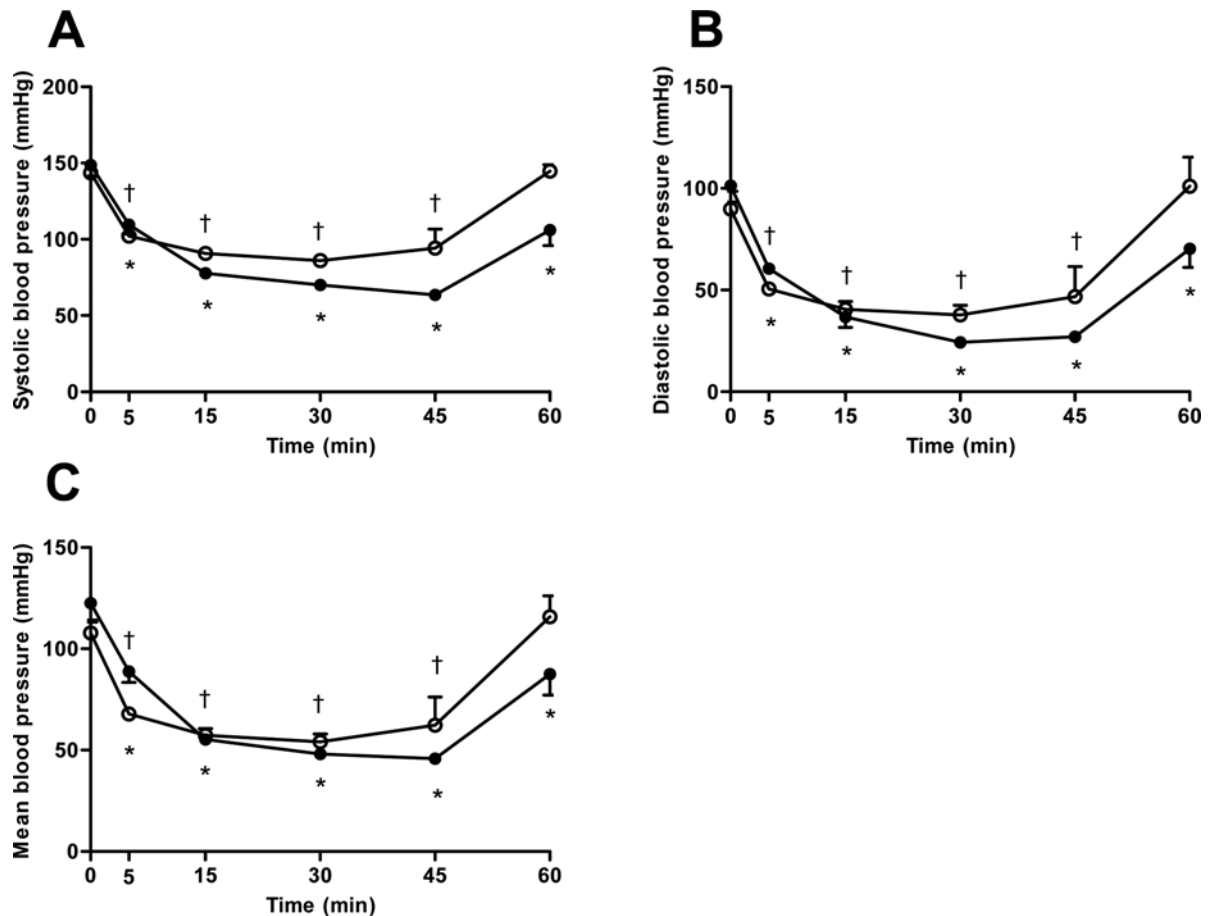 A
Systolic blood pressure (mmHg)
200
150
100
50
0
† † † †
* * * * *
0 5 15 30 45 60
Time (min)
B
Diastolic blood pressure (mmHg)
150
100
50
0
† † † †
* * * * *
0 5 15 30 45 60
Time (min)
C
Mean blood pressure (mmHg)
150
100
50
0
† † † †
* * * * *
0 5 15 30 45 60
Time (min)